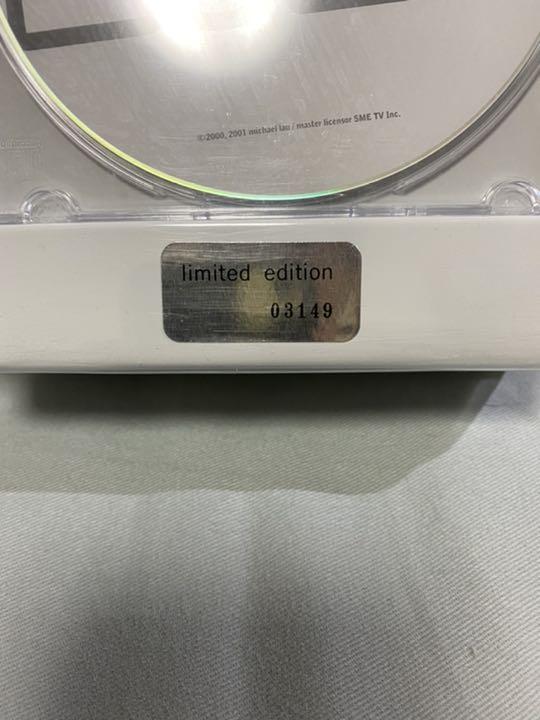 ©2000, 2001 michael lau / master licensor SME TV Inc.
limited edition
03149